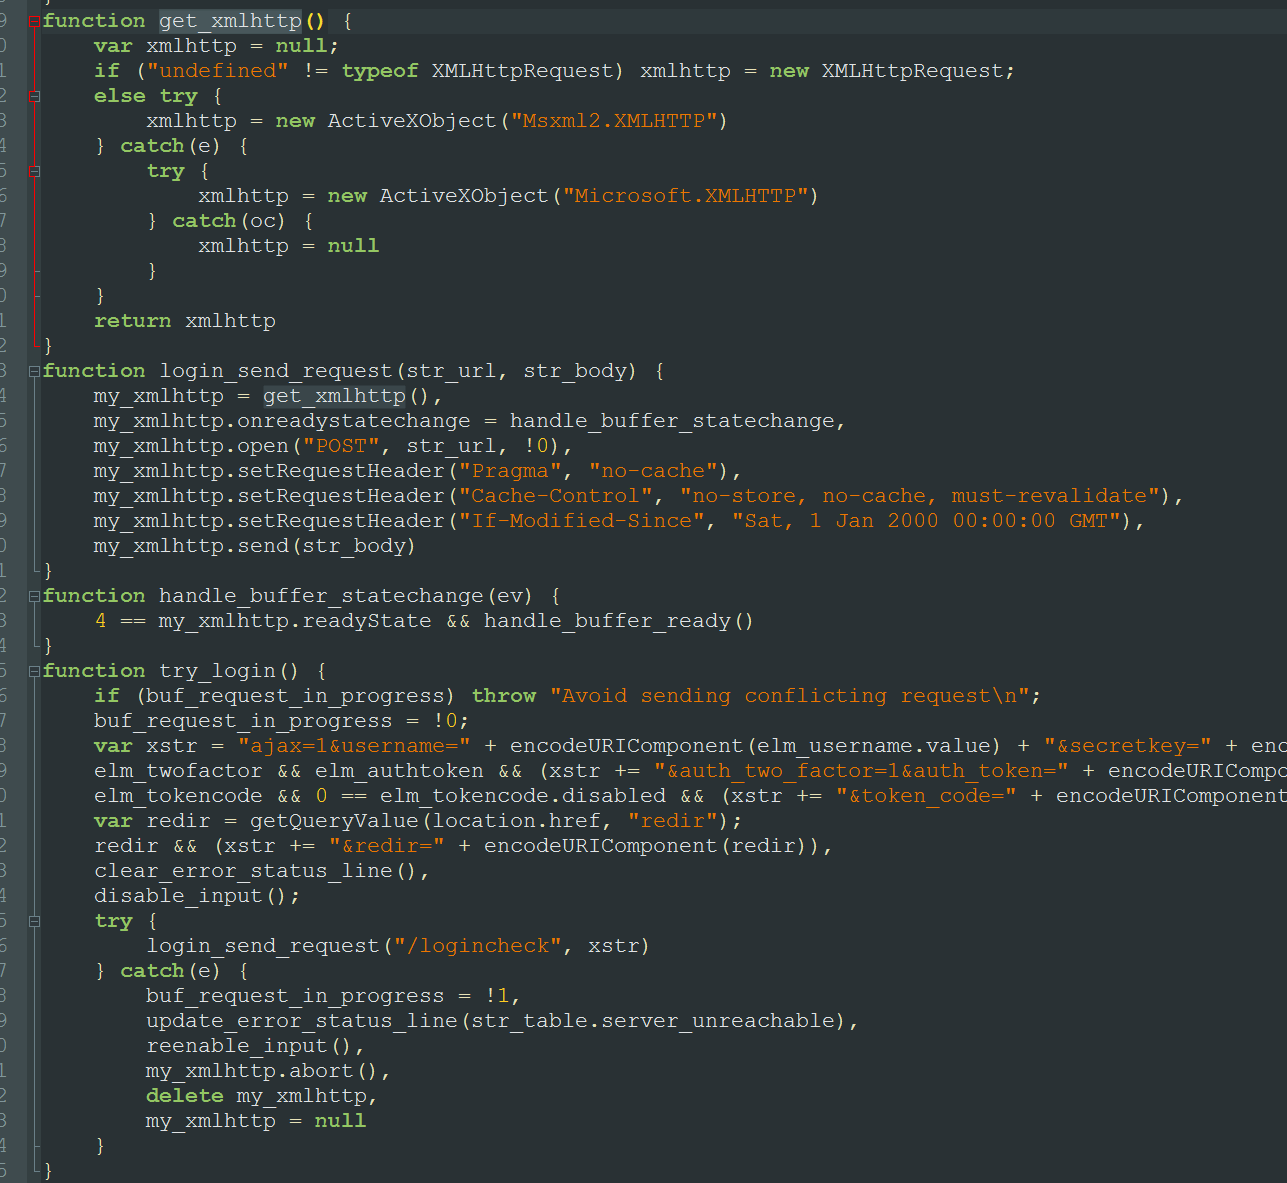 function get_xmlhttp() {
var xmlhttp = null;
if ("undefined" != typeof XMLHttpRequest) xmlhttp = new XMLHttpRequest;
else try {
xmlhttp = new ActiveXObject("Msxml2.XMLHTTP")
} catch(e) {
try {
xmlhttp = new ActiveXObject("Microsoft.XMLHTTP")
} catch(oc) {
xmlhttp = null
}
}
return xmlhttp
}
function login_send_request(str_url, str_body) {
my_xmlhttp = get_xmlhttp(),
my_xmlhttp.onreadystatechange = handle_buffer_statechange,
my_xmlhttp.open("POST", str_url, !0),
my_xmlhttp.setRequestHeader("Pragma", "no-cache"),
my_xmlhttp.setRequestHeader("Cache-Control", "no-store, no-cache, must-revalidate"),
my_xmlhttp.setRequestHeader("If-Modified-Since", "Sat, 1 Jan 2000 00:00:00 GMT"),
my_xmlhttp.send(str_body)
}
function handle_buffer_statechange(ev) {
4 == my_xmlhttp.readyState && handle_buffer_ready()
}
function try_login() {
if (buf_request_in_progress) throw "Avoid sending conflicting request\n";
buf_request_in_progress = !0;
var xstr = "ajax=1&username=" + encodeURIComponent(elm_username.value) + "&secretkey=" + enc
elm_twofactor && elm_authtoken && (xstr += "&auth_two_factor=1&auth_token=" + encodeURICompo
elm_tokencode && 0 == elm_tokencode.disabled && (xstr += "&token_code=" + encodeURIComponent
var redir = getQueryValue(location.href, "redir");
redir && (xstr += "&redir=" + encodeURIComponent(redir)),
clear_error_status_line(),
disable_input();
try {
login_send_request("/logincheck", xstr)
} catch(e) {
buf_request_in_progress = !1,
update_error_status_line(str_table.server_unreachable),
reenable_input(),
my_xmlhttp.abort(),
delete my_xmlhttp,
my_xmlhttp = null
}
}